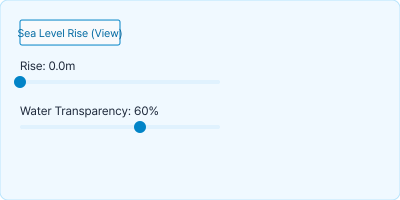 Sea Level Rise (View)
Rise: 0.0m
Water Transparency: 60%